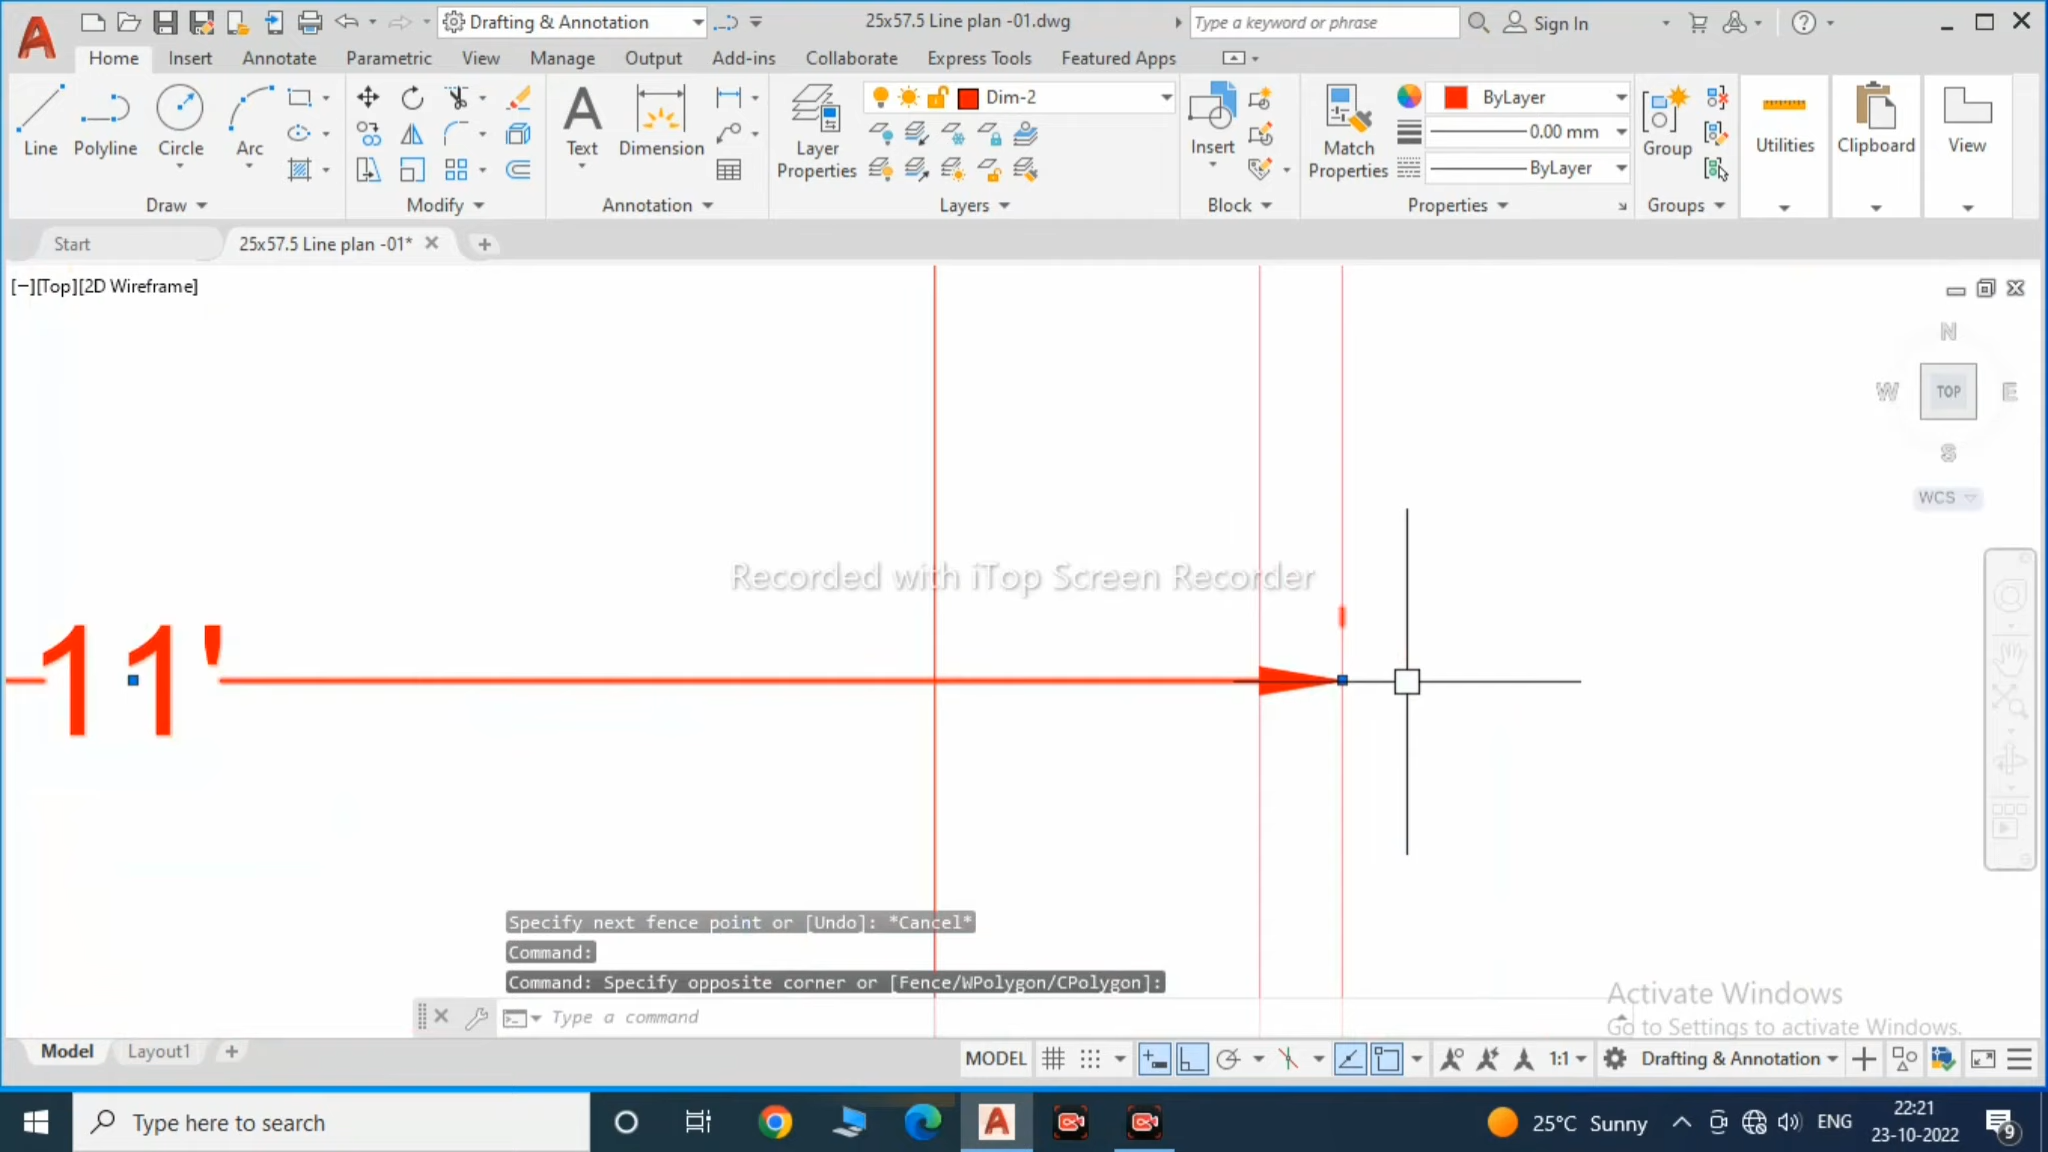 Drafting & Annotation
25x57.5 Line plan -01.dwg
Type a keyword or phrase
Sign In
Home Insert Annotate Parametric View Manage Output Add-ins Collaborate Express Tools Featured Apps
Dim-2
ByLayer
0.00 mm
ByLayer
Line Polyline Circle Arc
Text Dimension
Layer Properties
Insert
Match Properties
Group
Utilities Clipboard View
Draw Modify Annotation Layers Block Properties Groups
Start 25x57.5 Line plan -01*
[−][Top][2D Wireframe]
N
W TOP E
S
WCS
Recorded with iTop Screen Recorder
11'
Specify next fence point or [Undo]: *Cancel*
Command:
Command: Specify opposite corner or [Fence/WPolygon/CPolygon]:
Type a command
Activate Windows
Go to Settings to activate Windows.
Model Layout1
MODEL 1:1 Drafting & Annotation
Type here to search
25°C Sunny
ENG
22:21
23-10-2022
9